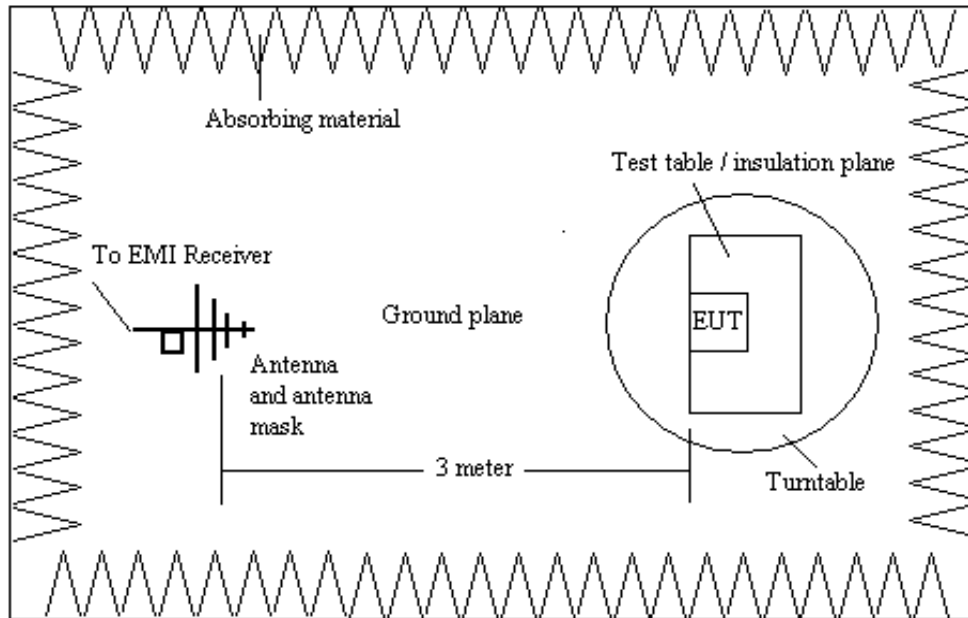 Absorbing material
Test table / insulation plane
To EMI Receiver
Ground plane
EUT
Antenna
and antenna
mask
3 meter
Turntable